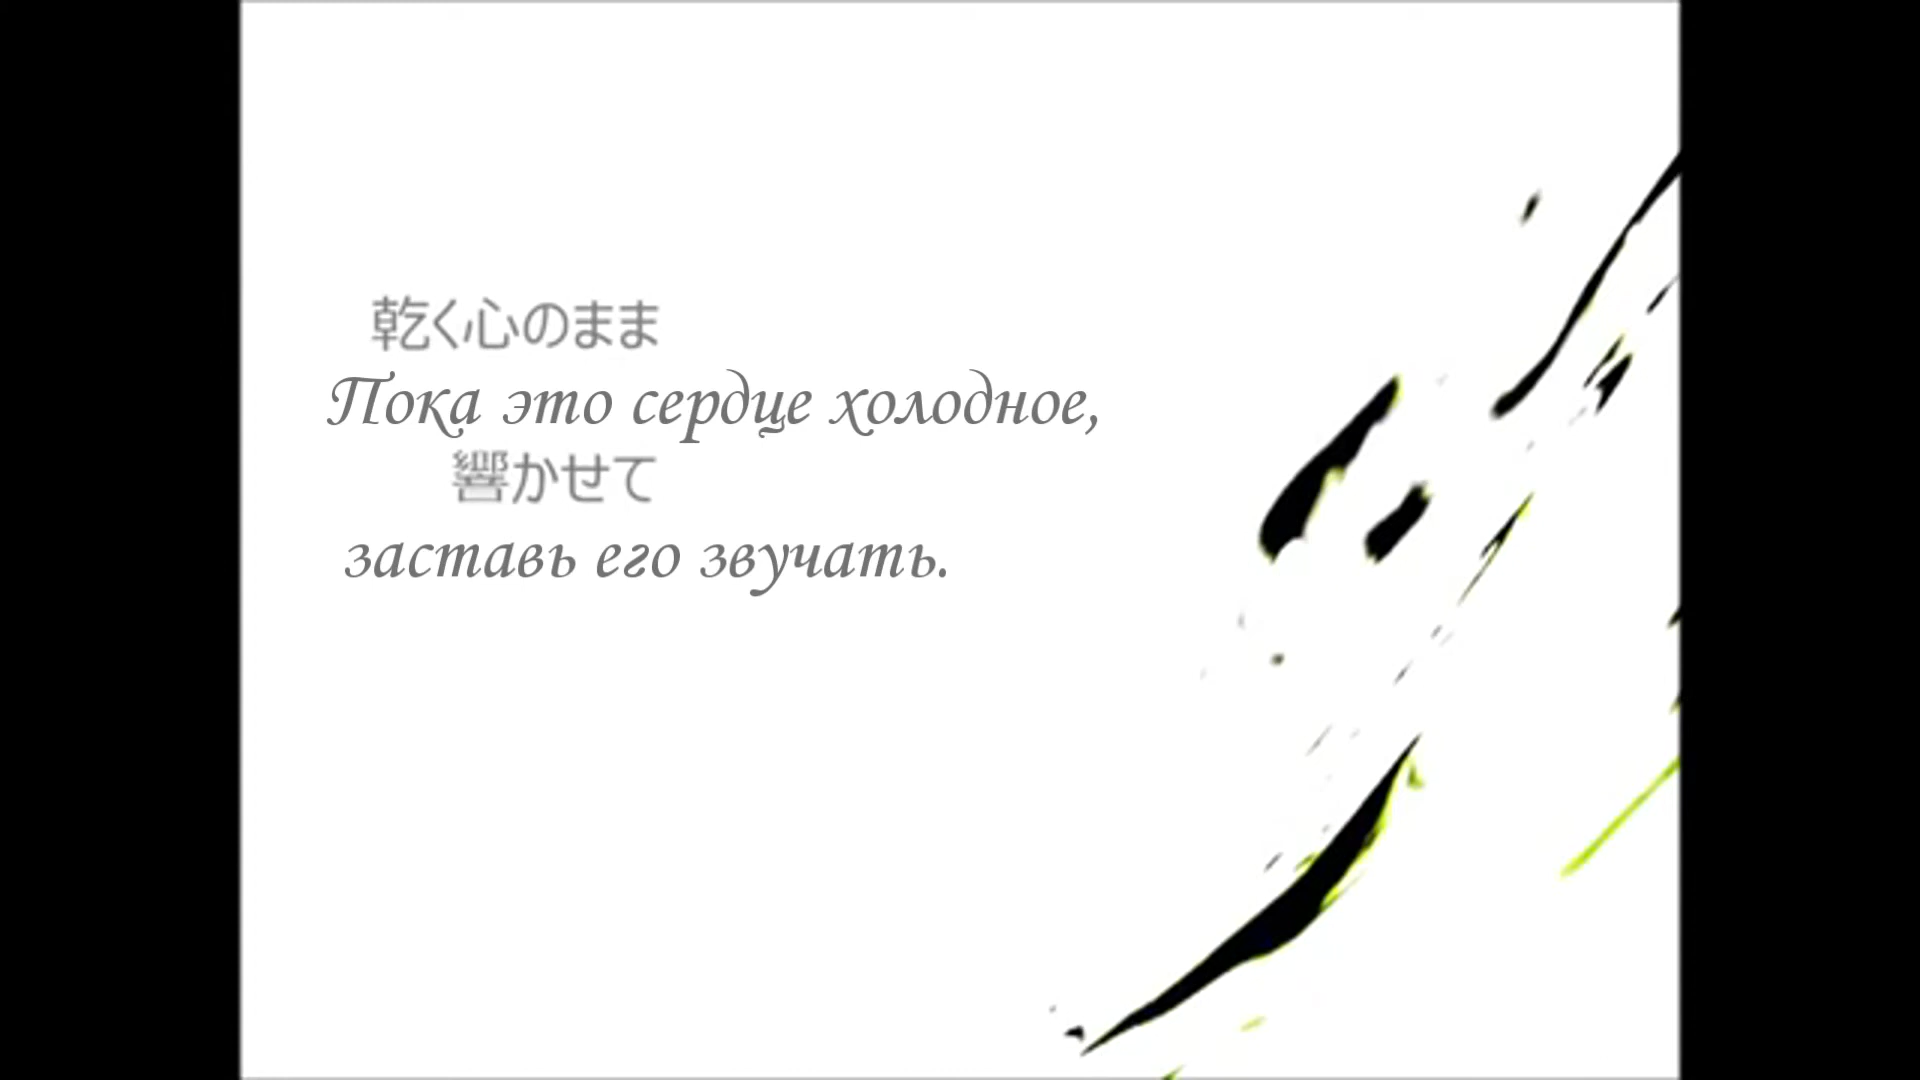 乾く心のまま
Пока это сердце холодное,
響かせて
заставь его звучать.